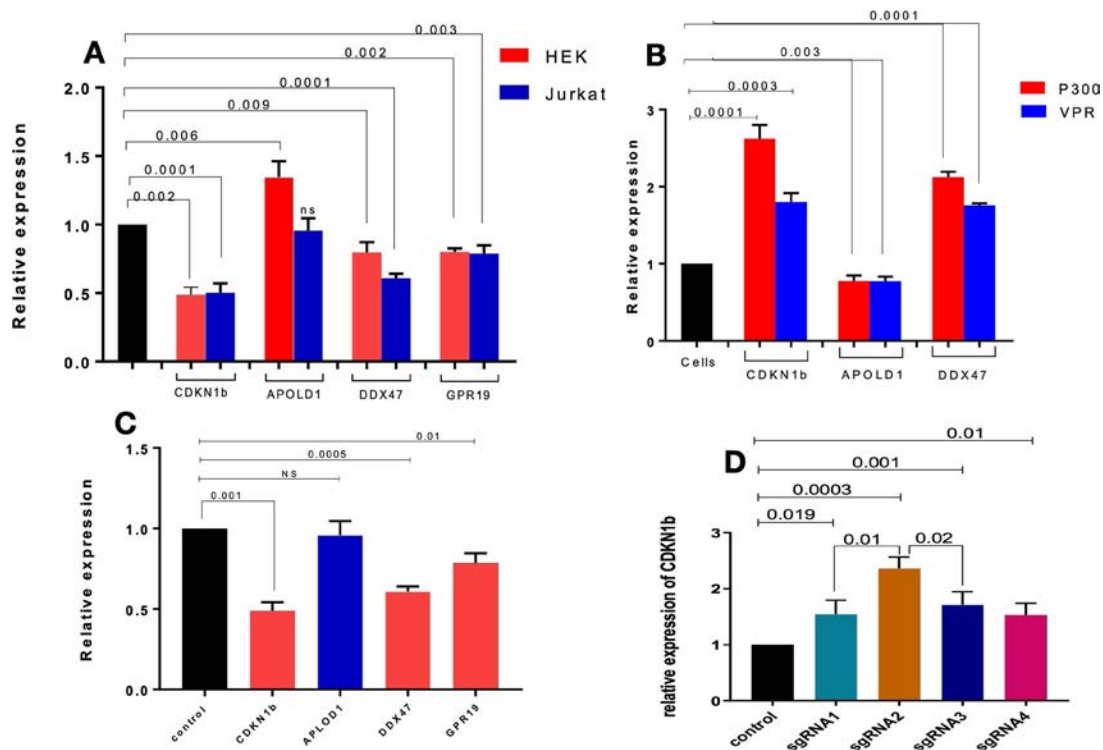 A
HEK
Jurkat
0.003
0.002
0.0001
0.009
0.006
0.0001
0.002
ns
Relative expression
2.0
1.5
1.0
0.5
0.0
CDKN1b
APOLD1
DDX47
GPR19
B
P300
VPR
0.0001
0.003
0.0003
0.0001
Relative expression
3
2
1
0
Cells
CDKN1b
APOLD1
DDX47
C
0.01
0.0005
NS
0.001
Relative expression
1.5
1.0
0.5
0.0
control
CDKN1b
APLOD1
DDX47
GPR19
D
0.01
0.001
0.0003
0.019
0.01
0.02
relative expression of CDKN1b
3
2
1
0
control
sgRNA1
sgRNA2
sgRNA3
sgRNA4